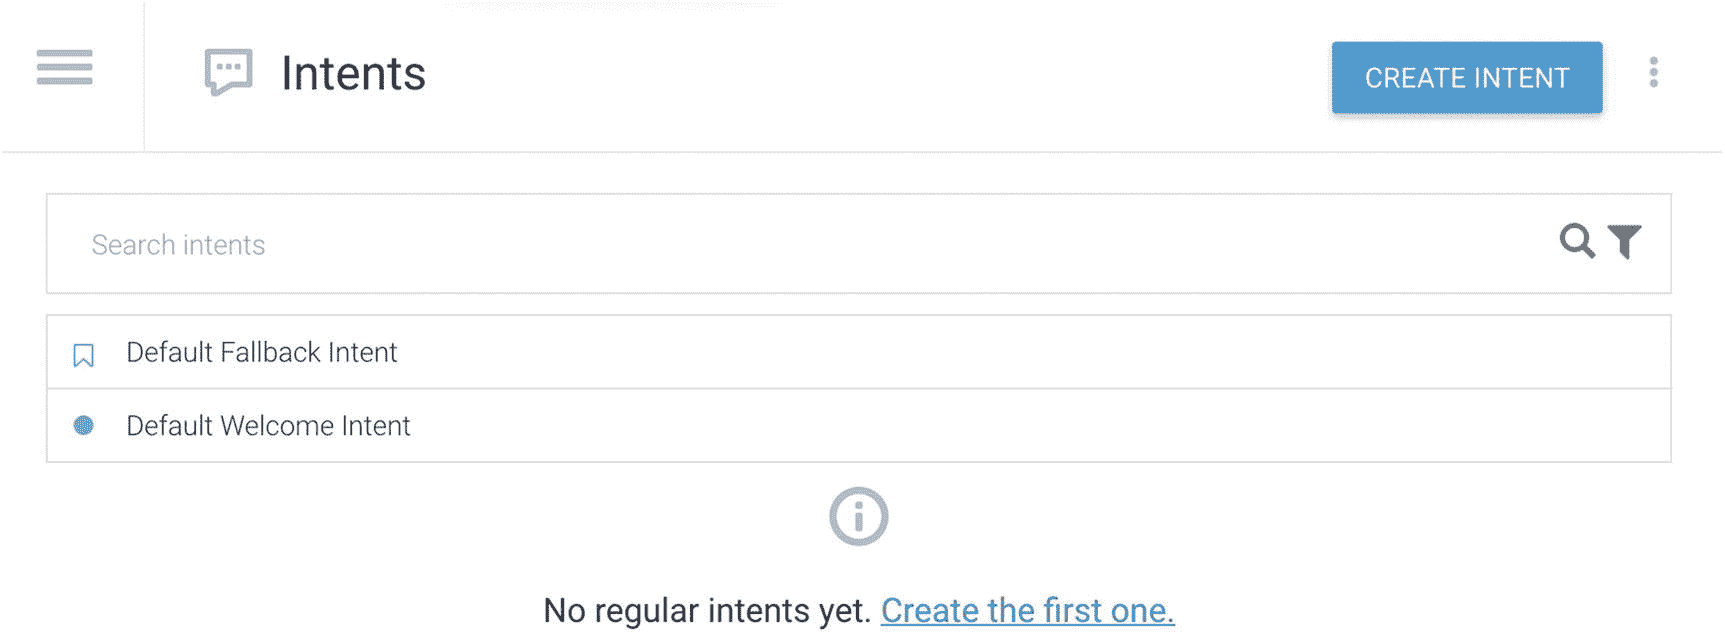 Intents
CREATE INTENT
Search intents
Default Fallback Intent
Default Welcome Intent
No regular intents yet. Create the first one.